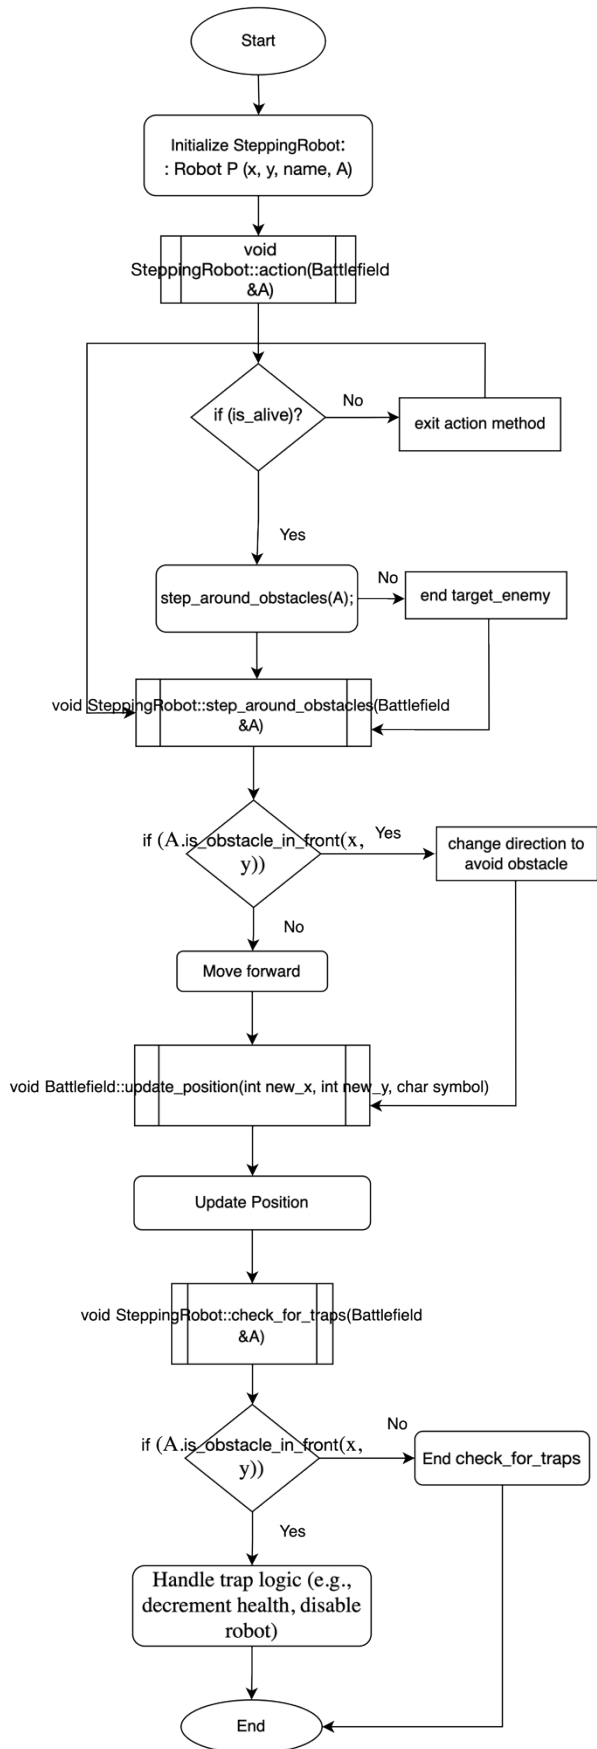 Start
Initialize SteppingRobot:
: Robot P (x, y, name, A)
void
SteppingRobot::action(Battlefield
&A)
if (is_alive)?
No
exit action method
Yes
step_around_obstacles(A);
No
end target_enemy
void SteppingRobot::step_around_obstacles(Battlefield
&A)
if (A.is_obstacle_in_front(x,
y))
Yes
change direction to
avoid obstacle
No
Move forward
void Battlefield::update_position(int new_x, int new_y, char symbol)
Update Position
void SteppingRobot::check_for_traps(Battlefield
&A)
if (A.is_obstacle_in_front(x,
y))
No
End check_for_traps
Yes
Handle trap logic (e.g.,
decrement health, disable
robot)
End